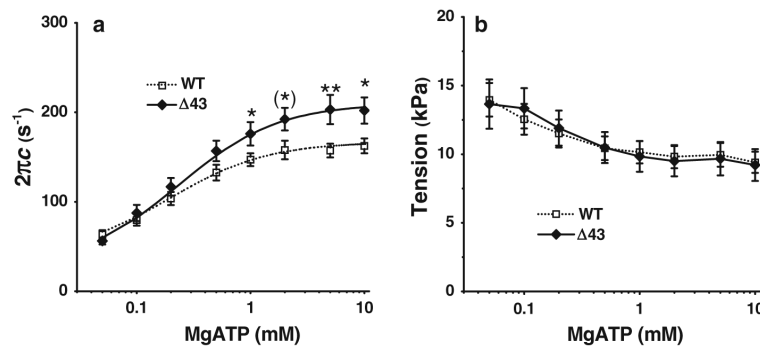 a
300
200
100
0
2πc (s⁻¹)
WT
Δ43
*
(*)
**
*
0.1
1
10
MgATP (mM)
b
20
15
10
5
0
Tension (kPa)
WT
Δ43
0.1
1
10
MgATP (mM)